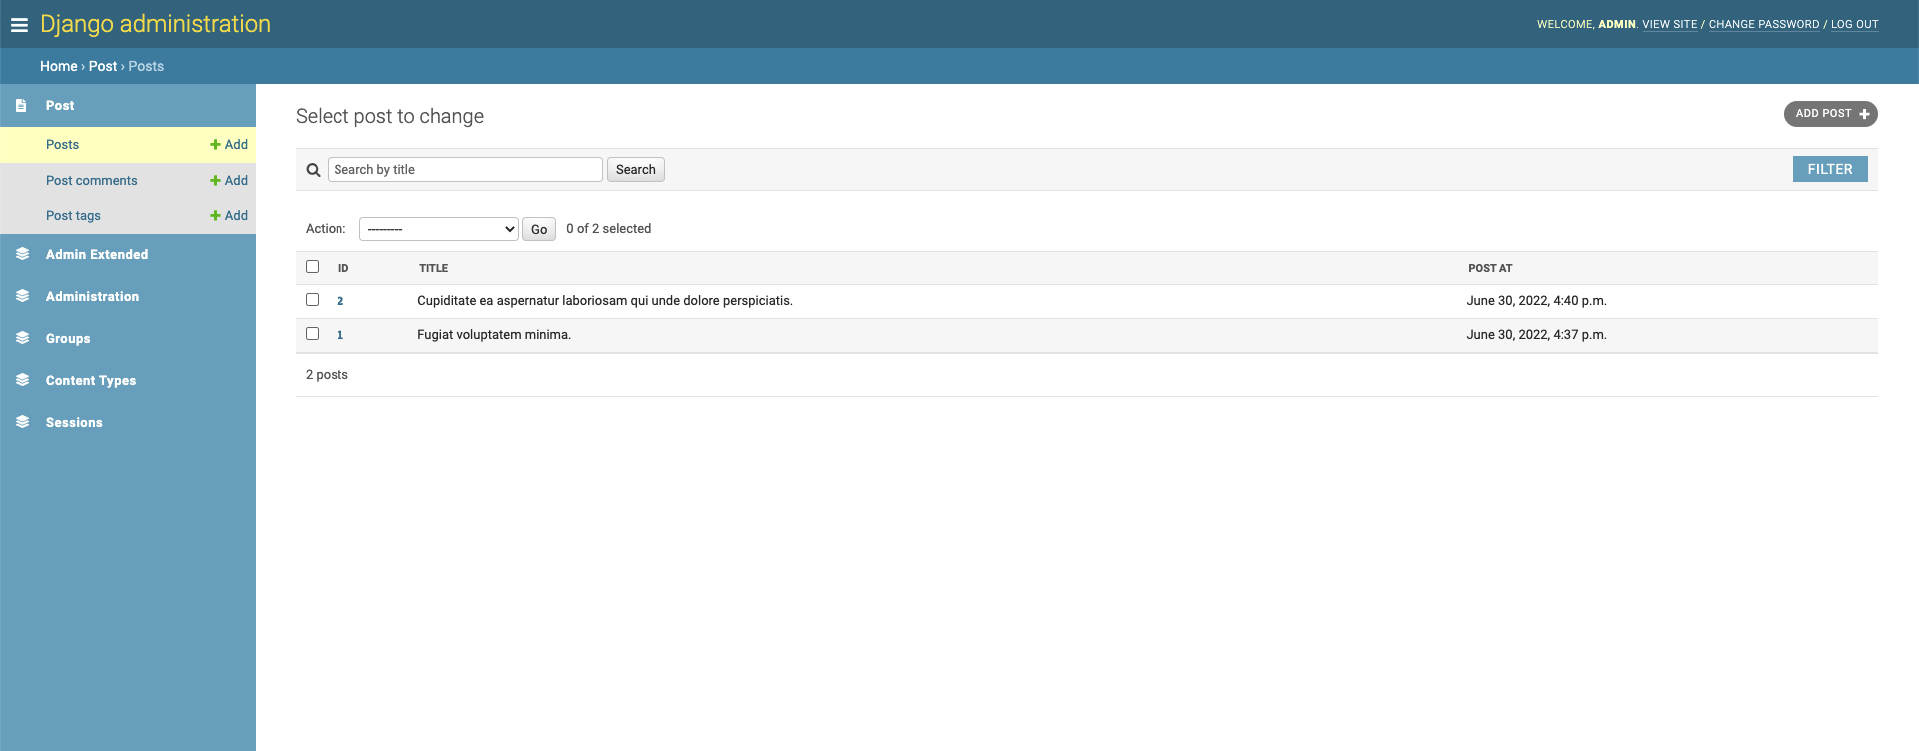 Django administration
WELCOME, ADMIN. VIEW SITE / CHANGE PASSWORD / LOG OUT
Home › Post › Posts
Post
Posts
Add
Post comments
Add
Post tags
Add
Admin Extended
Administration
Groups
Content Types
Sessions
Select post to change
ADD POST
Search by title
Search
FILTER
Action:
---------
Go
0 of 2 selected
ID TITLE POST AT
2 Cupiditate ea aspernatur laboriosam qui unde dolore perspiciatis. June 30, 2022, 4:40 p.m.
1 Fugiat voluptatem minima. June 30, 2022, 4:37 p.m.
2 posts